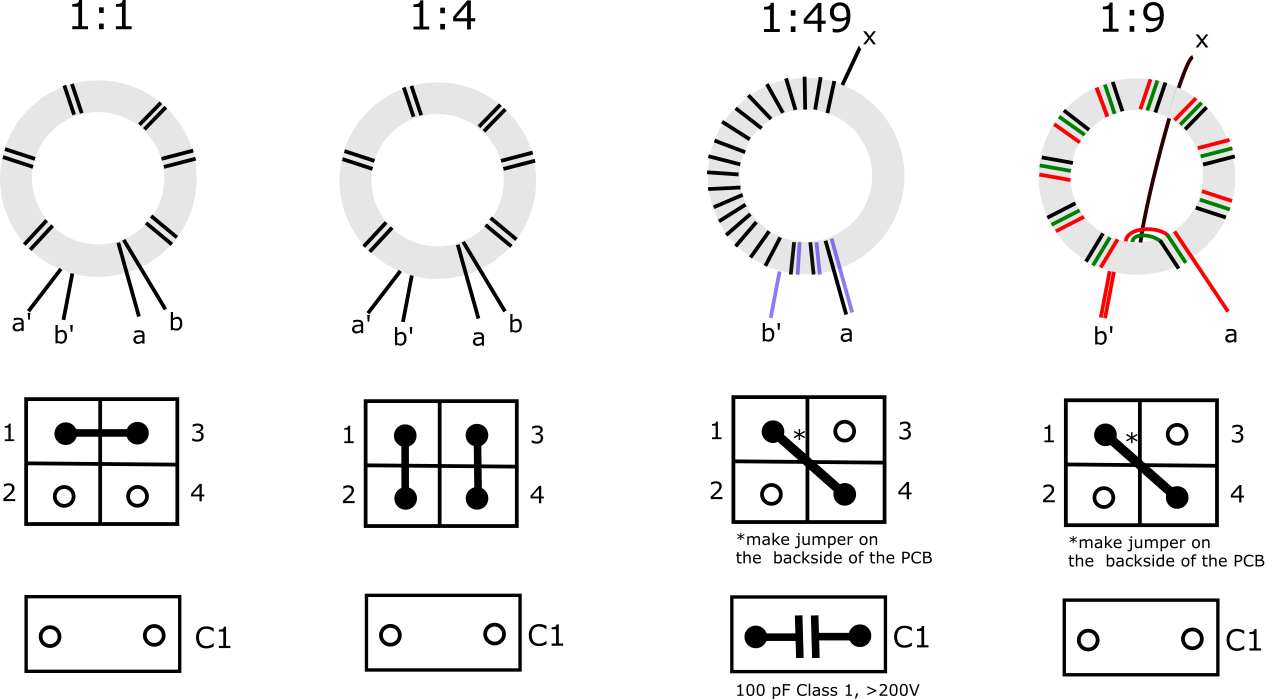 1:1
1:4
1:49
1:9
x
x
a'
b'
a
b
a'
b'
a
b
b'
a
b'
a
1
3
2
4
1
3
2
4
1
*
3
2
4
1
*
3
2
4
*make jumper on
the backside of the PCB
*make jumper on
the backside of the PCB
C1
C1
C1
C1
100 pF Class 1, >200V